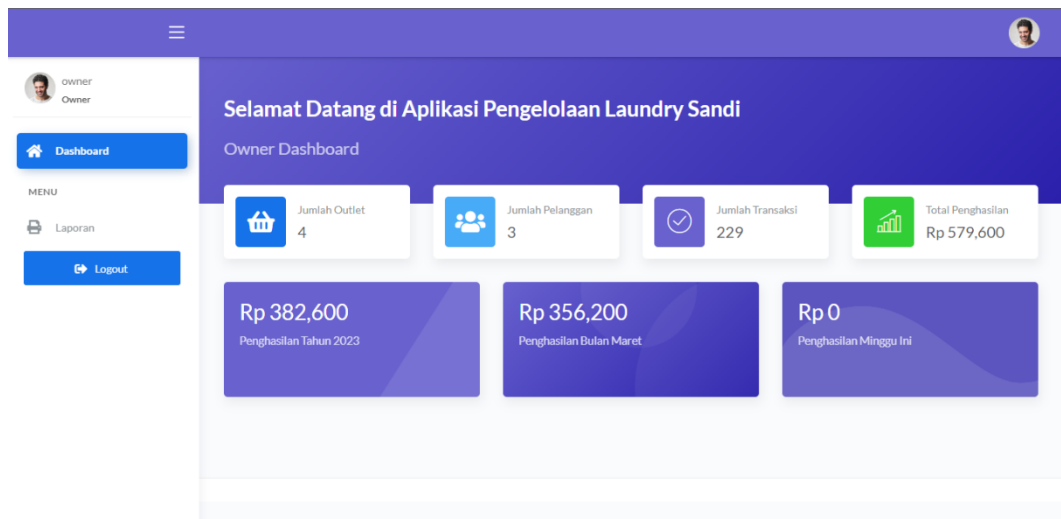 owner
Owner
Dashboard
MENU
Laporan
Logout
Selamat Datang di Aplikasi Pengelolaan Laundry Sandi
Owner Dashboard
Jumlah Outlet
4
Jumlah Pelanggan
3
Jumlah Transaksi
229
Total Penghasilan
Rp 579,600
Rp 382,600
Penghasilan Tahun 2023
Rp 356,200
Penghasilan Bulan Maret
Rp 0
Penghasilan Minggu Ini